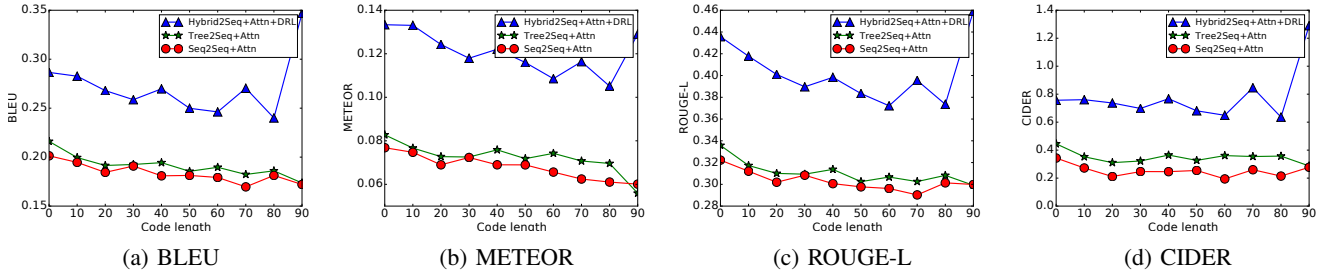 0.35
0.30
0.25
0.20
0.15
BLEU
0 10 20 30 40 50 60 70 80 90
Code length
Hybrid2Seq+Attn+DRL
Tree2Seq+Attn
Seq2Seq+Attn
(a) BLEU
0.14
0.12
0.10
0.08
0.06
METEOR
0 10 20 30 40 50 60 70 80 90
Code length
Hybrid2Seq+Attn+DRL
Tree2Seq+Attn
Seq2Seq+Attn
(b) METEOR
0.46
0.44
0.42
0.40
0.38
0.36
0.34
0.32
0.30
0.28
ROUGE-L
0 10 20 30 40 50 60 70 80 90
Code length
Hybrid2Seq+Attn+DRL
Tree2Seq+Attn
Seq2Seq+Attn
(c) ROUGE-L
1.4
1.2
1.0
0.8
0.6
0.4
0.2
0.0
CIDER
0 10 20 30 40 50 60 70 80 90
Code length
Hybrid2Seq+Attn+DRL
Tree2Seq+Attn
Seq2Seq+Attn
(d) CIDER